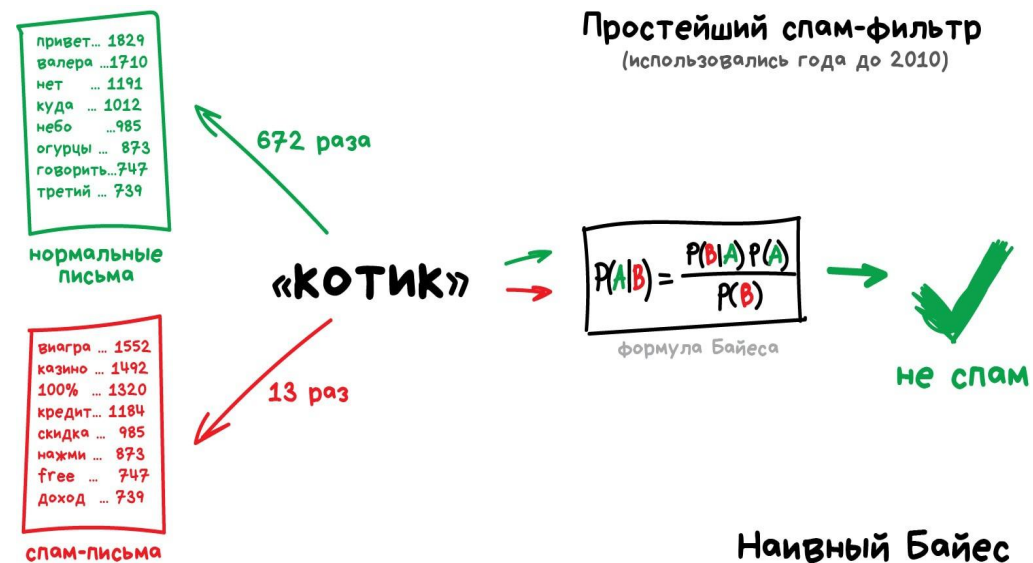 Простейший спам-фильтр
(использовались года до 2010)
привет... 1829
валера ...1710
нет ... 1191
куда ... 1012
небо ...985
огурцы ... 873
говорить...747
третий ... 739
нормальные
письма
672 раза
«КОТИК»
13 раз
P(A|B) = P(B|A) P(A)
P(B)
формула Байеса
не спам
виагра ... 1552
казино ... 1492
100% ... 1320
кредит... 1184
скидка ... 985
нажми ... 873
free ... 747
доход ... 739
спам-письма
Наивный Байес